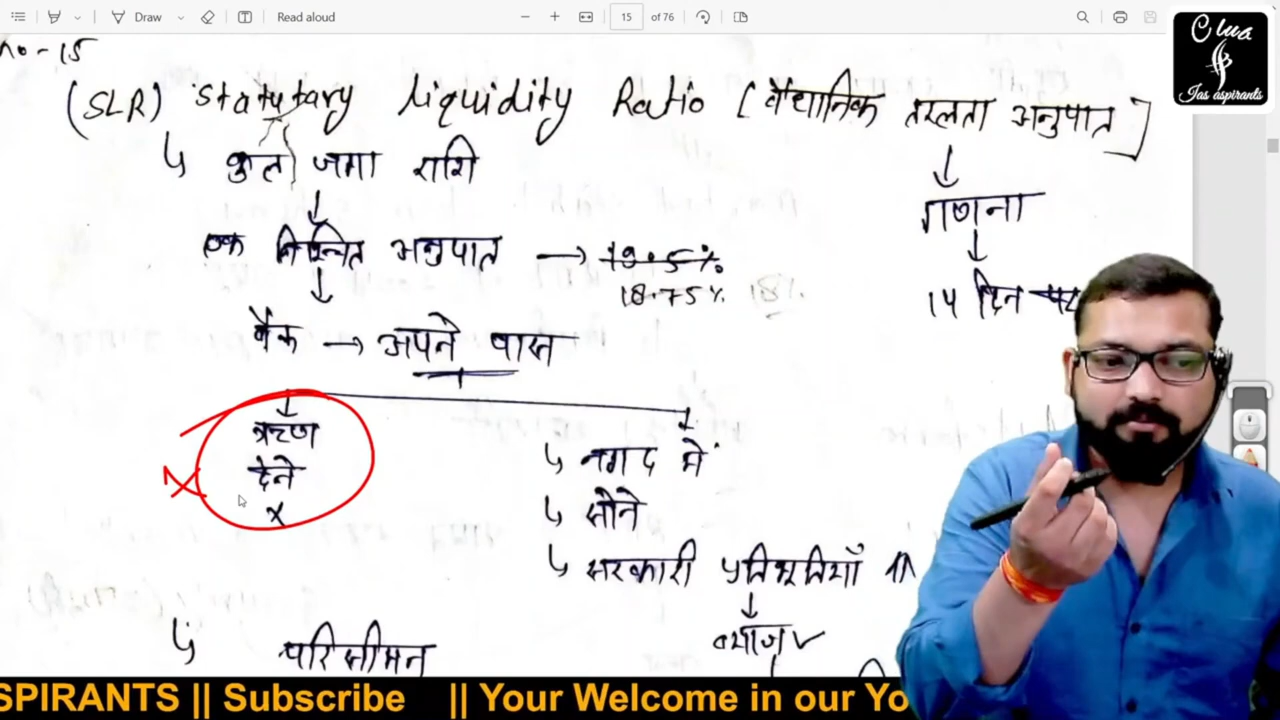 Draw
Read aloud
15
of 76
Clua
Ias aspirants
no-15
(SLR) Statutary liquidity Ratio [वैधानिक तरलता अनुपात]
↳ कुल जमा राशि
↓
गणना
↓
एक निश्चित अनुपात → 19.5%
18.75%
18%
↓
14 दिन
बैंक → अपने पास
↓
ऋण
देने
x
↳ नगद में
↳ सोने
↳ सरकारी प्रतिभूतियाँ
↓
ब्याज ✓
↳ परिसीमन
SPIRANTS || Subscribe || Your Welcome in our Yo